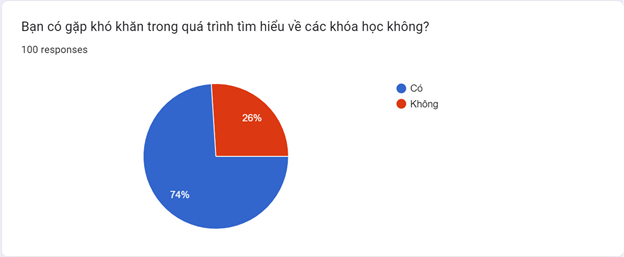 Bạn có gặp khó khăn trong quá trình tìm hiểu về các khóa học không?
100 responses
Có
Không
26%
74%